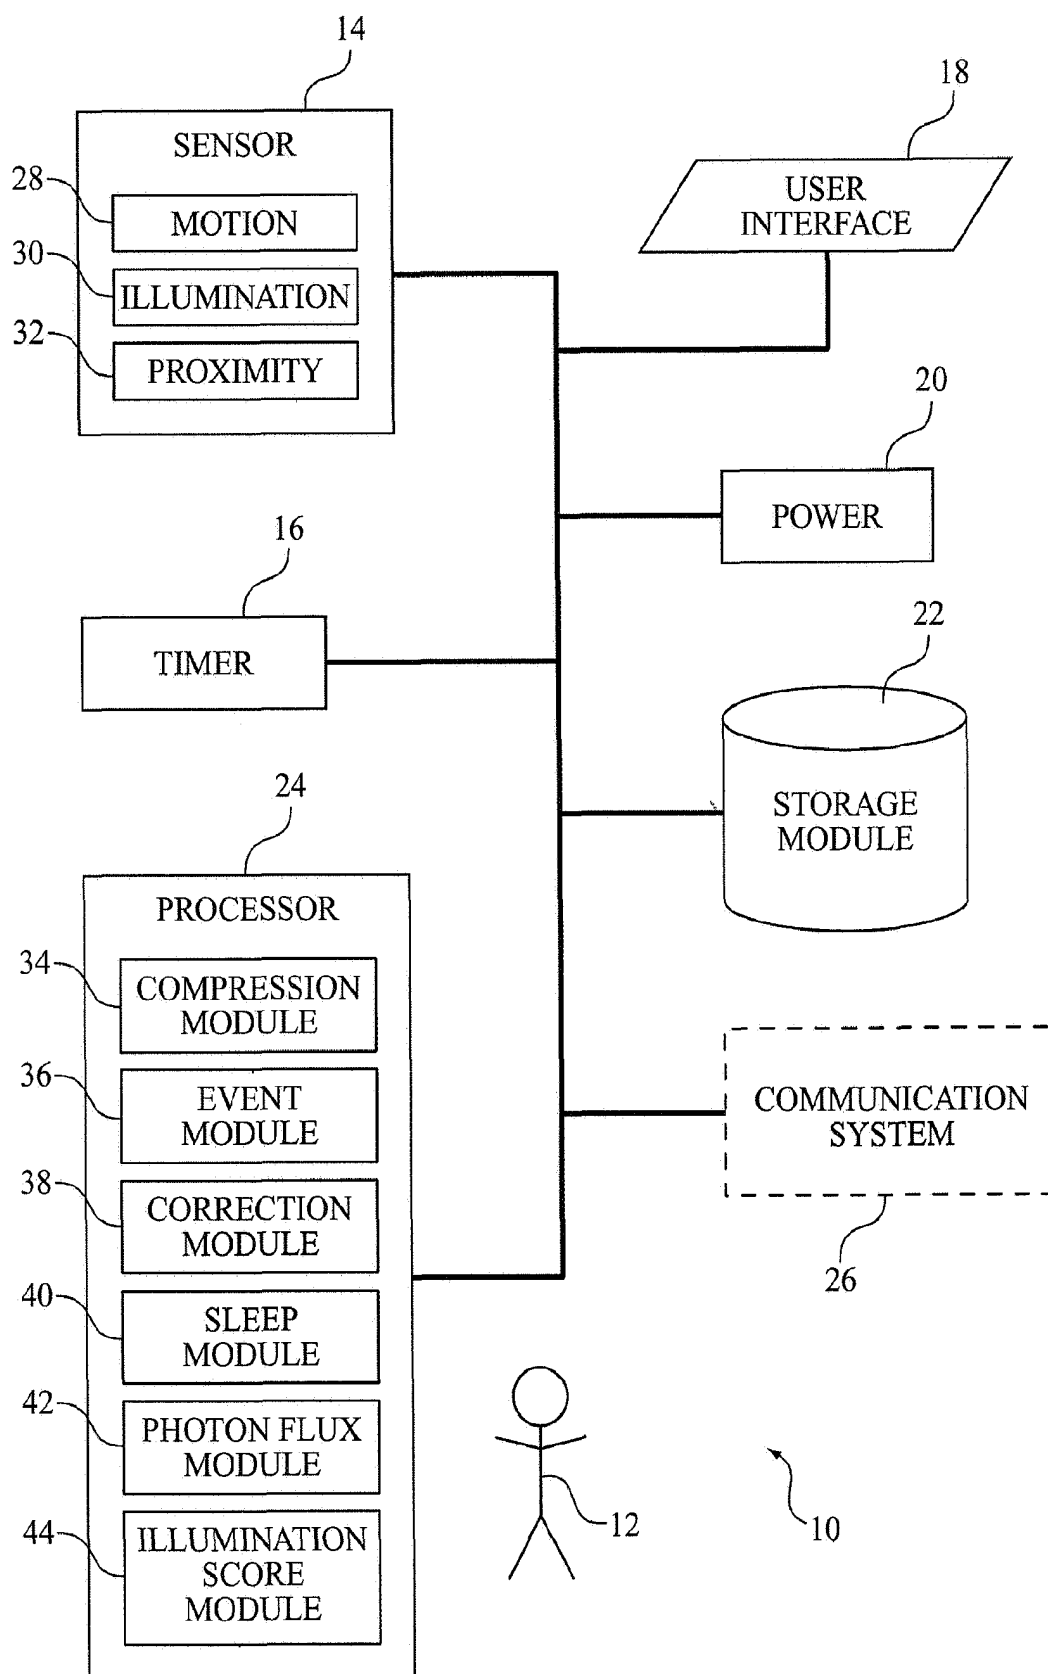 14
SENSOR
28
MOTION
30
ILLUMINATION
32
PROXIMITY
18
USER
INTERFACE
20
POWER
16
TIMER
22
STORAGE
MODULE
24
PROCESSOR
34
COMPRESSION
MODULE
36
EVENT
MODULE
38
CORRECTION
MODULE
40
SLEEP
MODULE
42
PHOTON FLUX
MODULE
44
ILLUMINATION
SCORE
MODULE
COMMUNICATION
SYSTEM
26
12
10